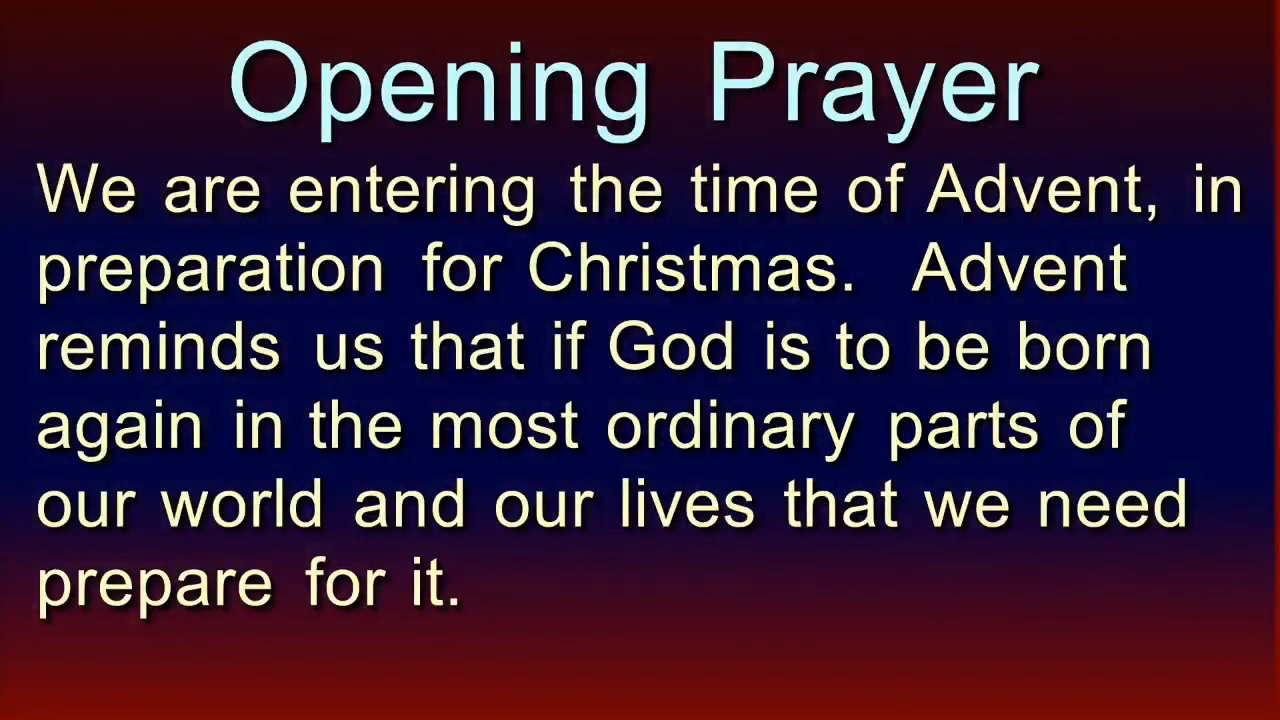 Opening Prayer
We are entering the time of Advent, in
preparation for Christmas. Advent
reminds us that if God is to be born
again in the most ordinary parts of
our world and our lives that we need
prepare for it.